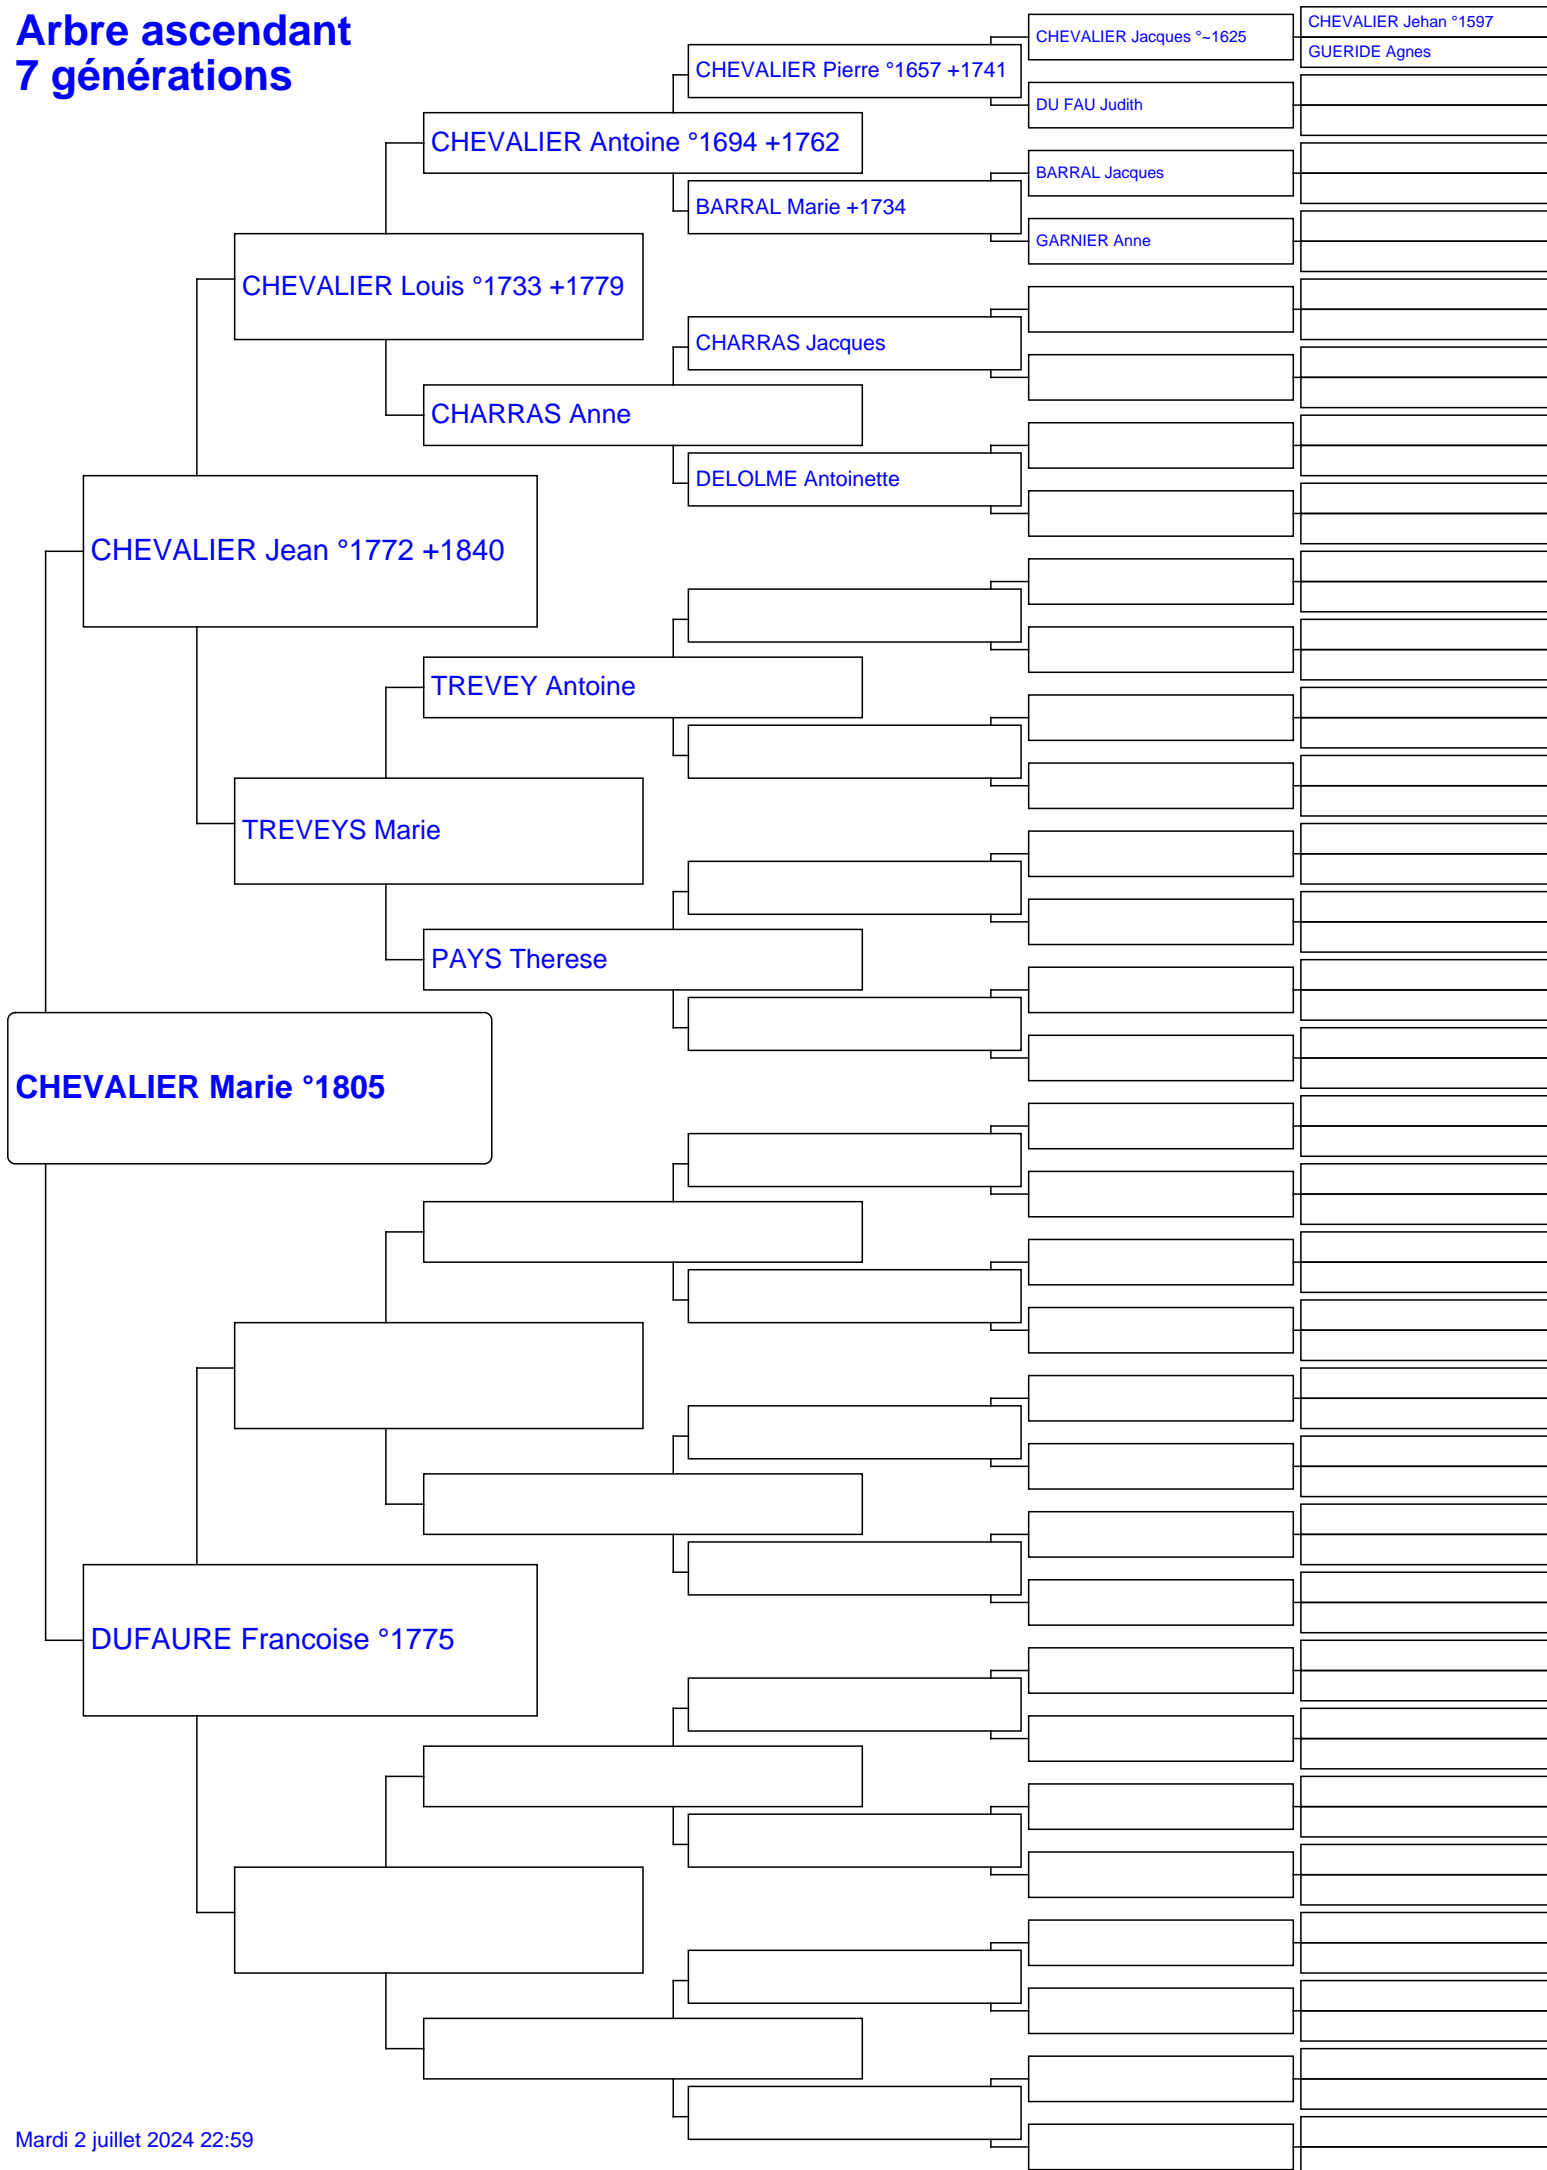 Arbre ascendant
7 générations
CHEVALIER Jehan °1597
GUERIDE Agnes
CHEVALIER Jacques °~1625
CHEVALIER Pierre °1657 +1741
DU FAU Judith
CHEVALIER Antoine °1694 +1762
BARRAL Jacques
BARRAL Marie +1734
GARNIER Anne
CHEVALIER Louis °1733 +1779
CHARRAS Jacques
CHARRAS Anne
DELOLME Antoinette
CHEVALIER Jean °1772 +1840
TREVEY Antoine
TREVEYS Marie
PAYS Therese
CHEVALIER Marie °1805
DUFAURE Francoise °1775
Mardi 2 juillet 2024 22:59